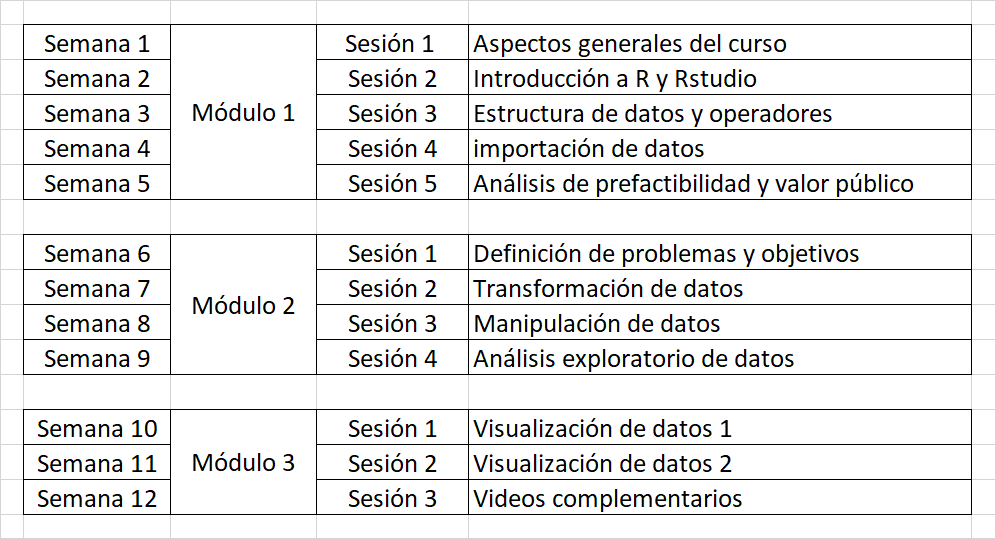 Semana 1 Módulo 1 Sesión 1 Aspectos generales del curso
Semana 2 Sesión 2 Introducción a R y Rstudio
Semana 3 Sesión 3 Estructura de datos y operadores
Semana 4 Sesión 4 importación de datos
Semana 5 Sesión 5 Análisis de prefactibilidad y valor público
Semana 6 Módulo 2 Sesión 1 Definición de problemas y objetivos
Semana 7 Sesión 2 Transformación de datos
Semana 8 Sesión 3 Manipulación de datos
Semana 9 Sesión 4 Análisis exploratorio de datos
Semana 10 Módulo 3 Sesión 1 Visualización de datos 1
Semana 11 Sesión 2 Visualización de datos 2
Semana 12 Sesión 3 Videos complementarios